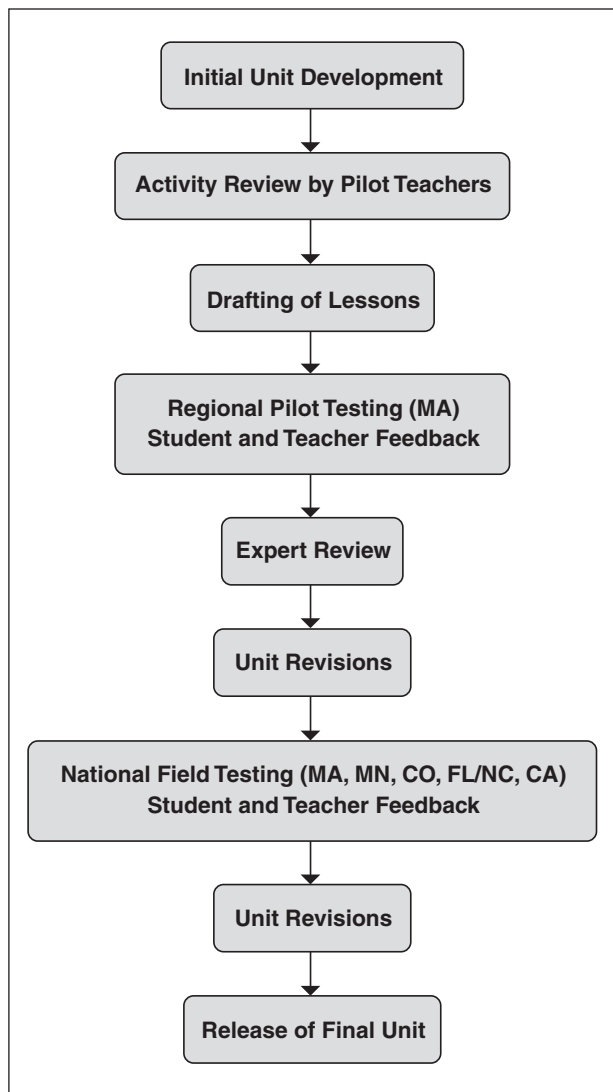 Initial Unit Development
Activity Review by Pilot Teachers
Drafting of Lessons
Regional Pilot Testing (MA)
Student and Teacher Feedback
Expert Review
Unit Revisions
National Field Testing (MA, MN, CO, FL/NC, CA)
Student and Teacher Feedback
Unit Revisions
Release of Final Unit